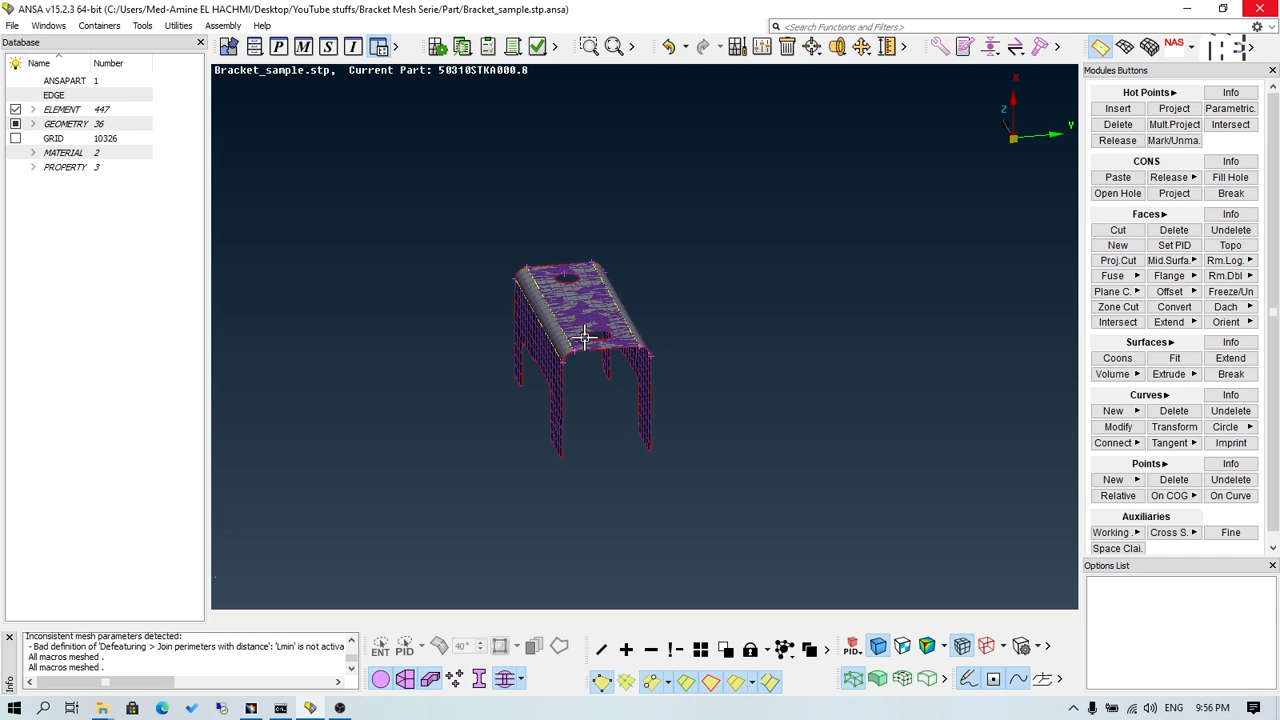 ANSA v15.2.3 64-bit (C:/Users/Med-Amine EL HACHMI/Desktop/YouTube stuffs/Bracket Mesh Serie/Part/Bracket_sample.stp.ansa)
File Containers Tools Utilities Assembly Windows Help
<Search Functions / Actions>
Database
P M S I
NAS
Modules Buttons
Name Number
ANSAPART 1
EDGE
ELEMENT 447
GEOMETRY 36
GRID 10326
MATERIAL 2
PROPERTY 3
Bracket_sample.stp, Current Part: 50310STKA000.8
X
Z
Y
Hot Points Info
Insert Project Parametric.
Delete Mult.Project Intersect
Release Mark/Unma.
CONS Info
Paste Release Fill Hole
Open Hole Project Break
Faces Info
Cut Delete Undelete
New Set PID Topo
Proj.Cut Mid.Surfa. Rm.Log.
Fuse Flange Rm.Dbl
Plane C. Offset Freeze/Un
Zone Cut Convert Dach
Intersect Extend Orient
Surfaces Info
Coons Fit Extend
Volume Extrude Break
Curves Info
New Delete Undelete
Modify Transform Circle
Connect Tangent Imprint
Points Info
New Delete Undelete
Relative On COG On Curve
Auxiliaries
Working . Cross S. Fine
Space Clai.
Options List
Info
Inconsistent mesh parameters detected:
- Bad definition of 'Defeaturing > Join perimeters with distance': 'Lmin' is not activa
All macros meshed .
All macros meshed .
ENT PID 40°
PID
ENG 9:56 PM